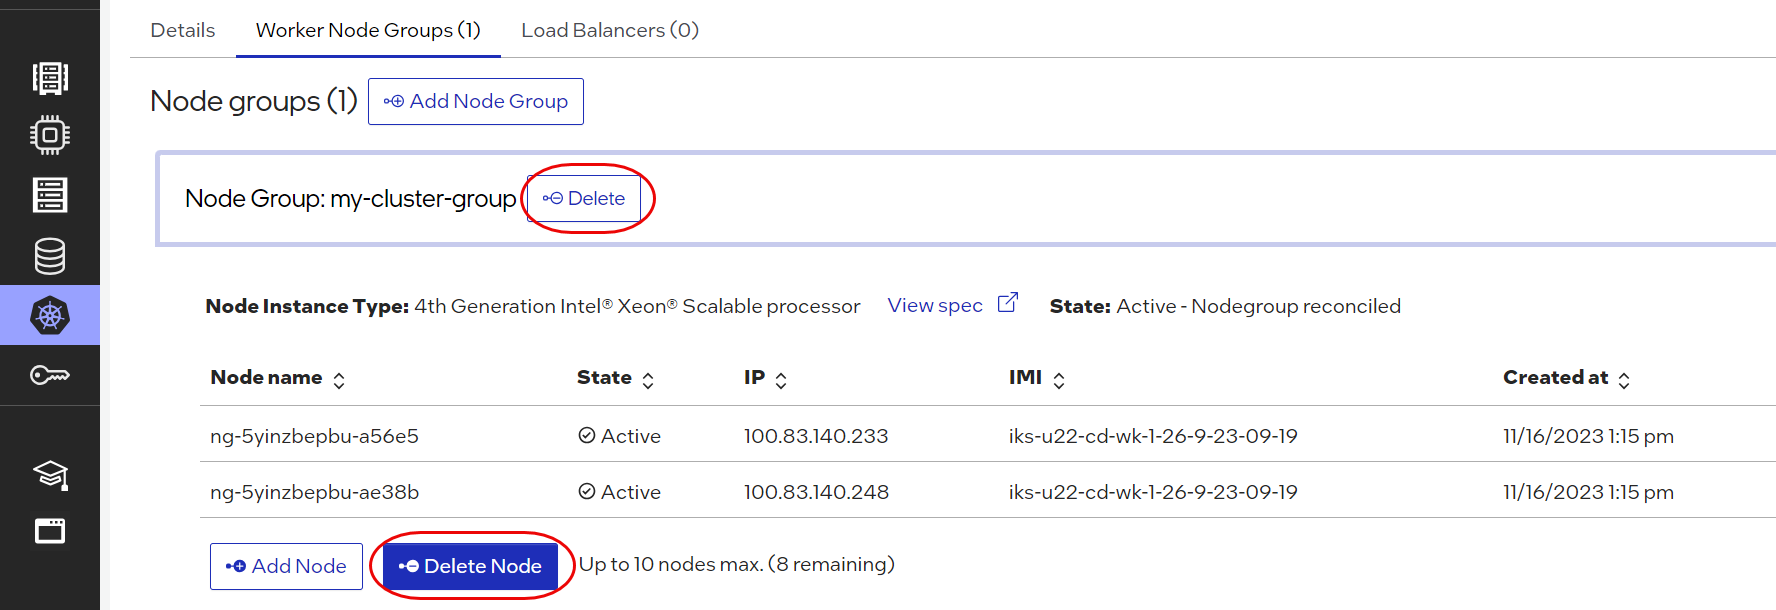 Details Worker Node Groups (1) Load Balancers (0)
Node groups (1) Add Node Group
Node Group: my-cluster-group Delete
Node Instance Type: 4th Generation Intel® Xeon® Scalable processor View spec State: Active - Nodegroup reconciled
Node name State IP IMI Created at
ng-5yinzbepbu-a56e5 Active 100.83.140.233 iks-u22-cd-wk-1-26-9-23-09-19 11/16/2023 1:15 pm
ng-5yinzbepbu-ae38b Active 100.83.140.248 iks-u22-cd-wk-1-26-9-23-09-19 11/16/2023 1:15 pm
Add Node Delete Node Up to 10 nodes max. (8 remaining)